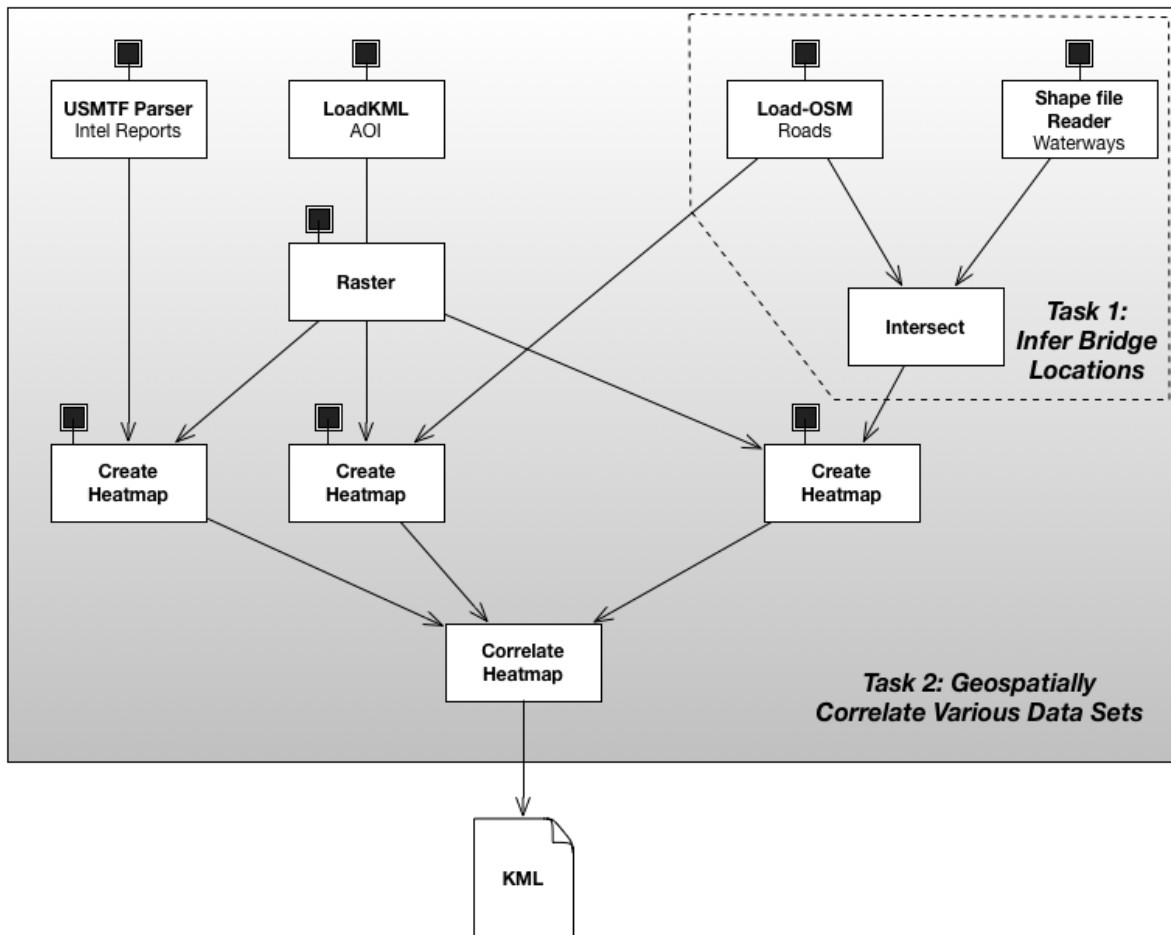 USMTF Parser
Intel Reports
LoadKML
AOI
Load-OSM
Roads
Shape file
Reader
Waterways
Raster
Intersect
Task 1:
Infer Bridge
Locations
Create
Heatmap
Create
Heatmap
Create
Heatmap
Correlate
Heatmap
Task 2: Geospatially
Correlate Various Data Sets
KML